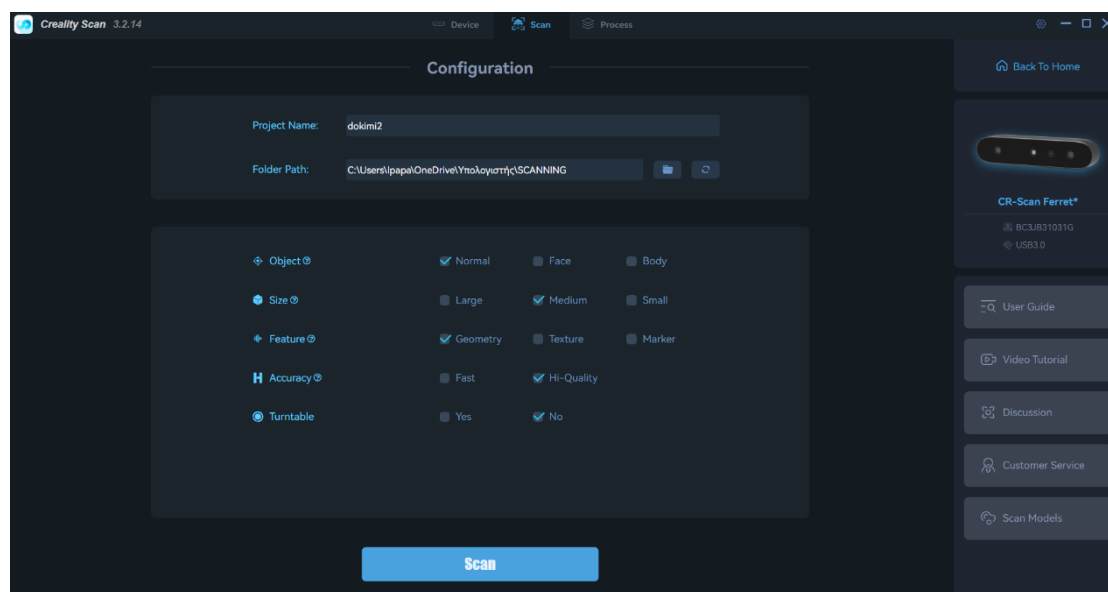 Creality Scan 3.2.14
Device
Scan
Process
Configuration
Back To Home
Project Name: dokimi2
Folder Path: C:\Users\lpapa\OneDrive\Υπολογιστής\SCANNING
CR-Scan Ferret*
BC3JB31031G
USB3.0
Object Normal Face Body
Size Large Medium Small
Feature Geometry Texture Marker
Accuracy Fast Hi-Quality
Turntable Yes No
User Guide
Video Tutorial
Discussion
Customer Service
Scan Models
Scan